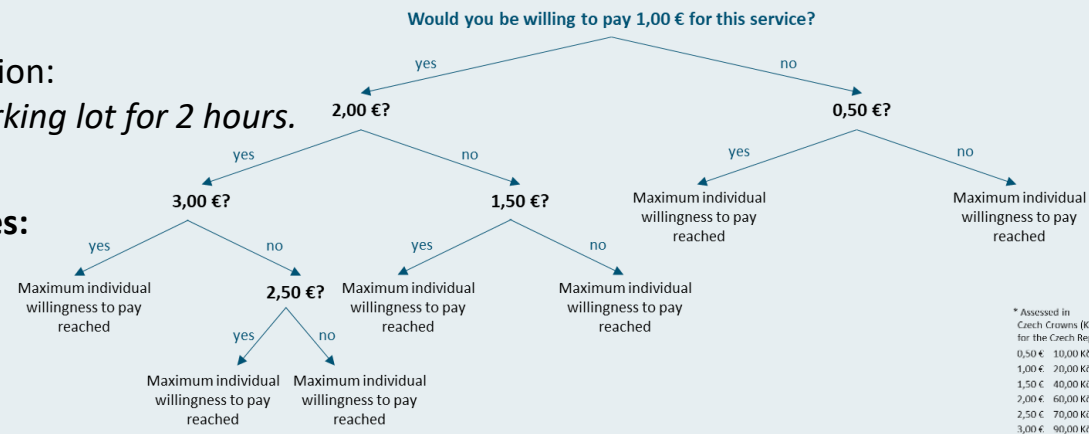 Would you be willing to pay 1,00 € for this service?
yes
no
ion:
rking lot for 2 hours.
2,00 €?
0,50 €?
yes
no
yes
no
3,00 €?
1,50 €?
Maximum individual
willingness to pay
reached
Maximum individual
willingness to pay
reached
es:
yes
no
yes
no
Maximum individual
willingness to pay
reached
2,50 €?
Maximum individual
willingness to pay
reached
Maximum individual
willingness to pay
reached
yes
no
Maximum individual
willingness to pay
reached
Maximum individual
willingness to pay
reached
* Assessed in
Czech Crowns (K
for the Czech Rep
0,50 € 10,00 Kč
1,00 € 20,00 Kč
1,50 € 40,00 Kč
2,00 € 60,00 Kč
2,50 € 70,00 Kč
3,00 € 90,00 Kč